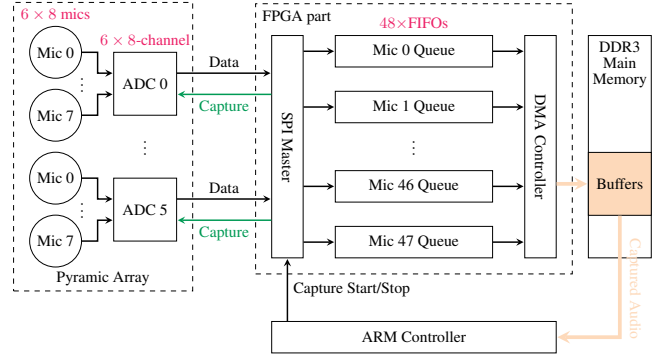 6 × 8 mics
Mic 0
Mic 7
Mic 0
Mic 7
6 × 8-channel
ADC 0
ADC 5
Pyramic Array
Data
Capture
Data
Capture
FPGA part
48×FIFOs
SPI Master
Mic 0 Queue
Mic 1 Queue
Mic 46 Queue
Mic 47 Queue
DMA Controller
DDR3
Main
Memory
Buffers
Captured Audio
Capture Start/Stop
ARM Controller